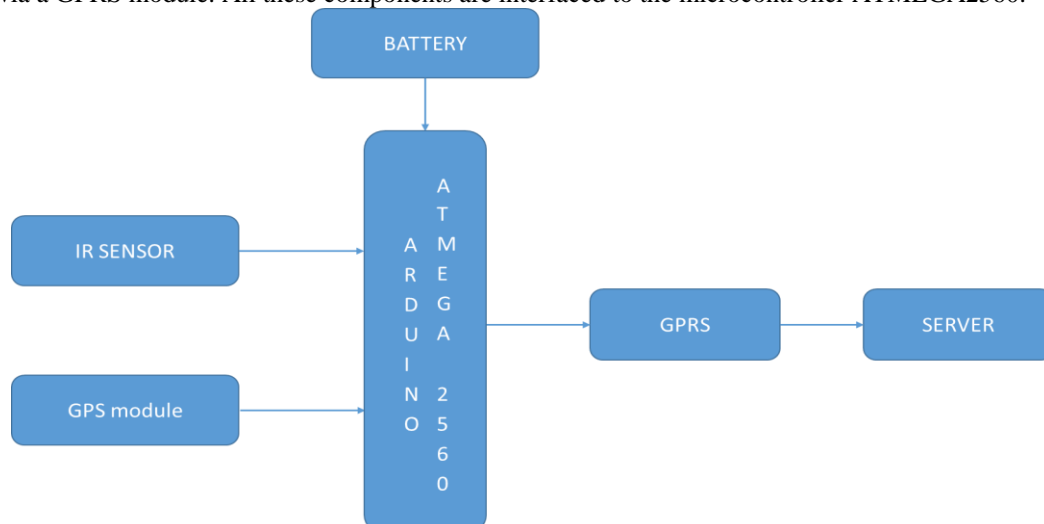 via a GPRS module. All these components are interfaced to the microcontroller ATMEGA2560.
BATTERY
IR SENSOR
GPS module
ARDUINO
ATMEGA 2560
GPRS
SERVER